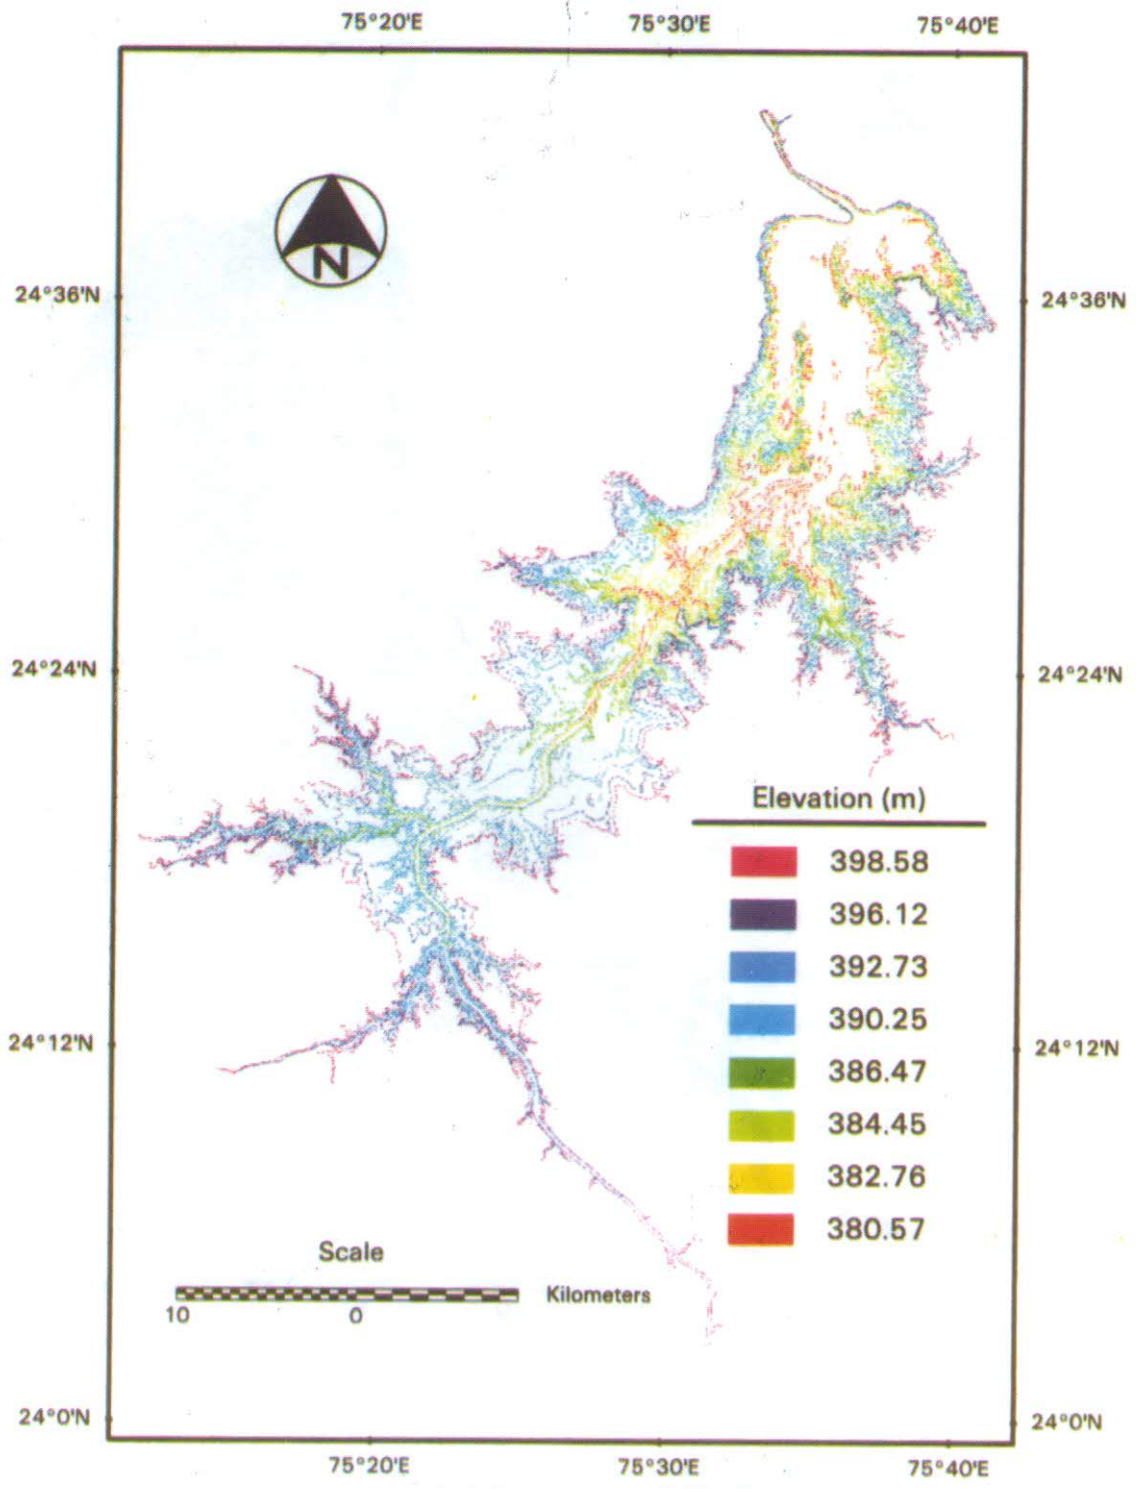 75°20'E 75°30'E 75°40'E
N
24°36'N 24°36'N
24°24'N 24°24'N
Elevation (m)
398.58
396.12
392.73
390.25
24°12'N 24°12'N
386.47
384.45
382.76
380.57
Scale
Kilometers
10 0
24°0'N 24°0'N
75°20'E 75°30'E 75°40'E